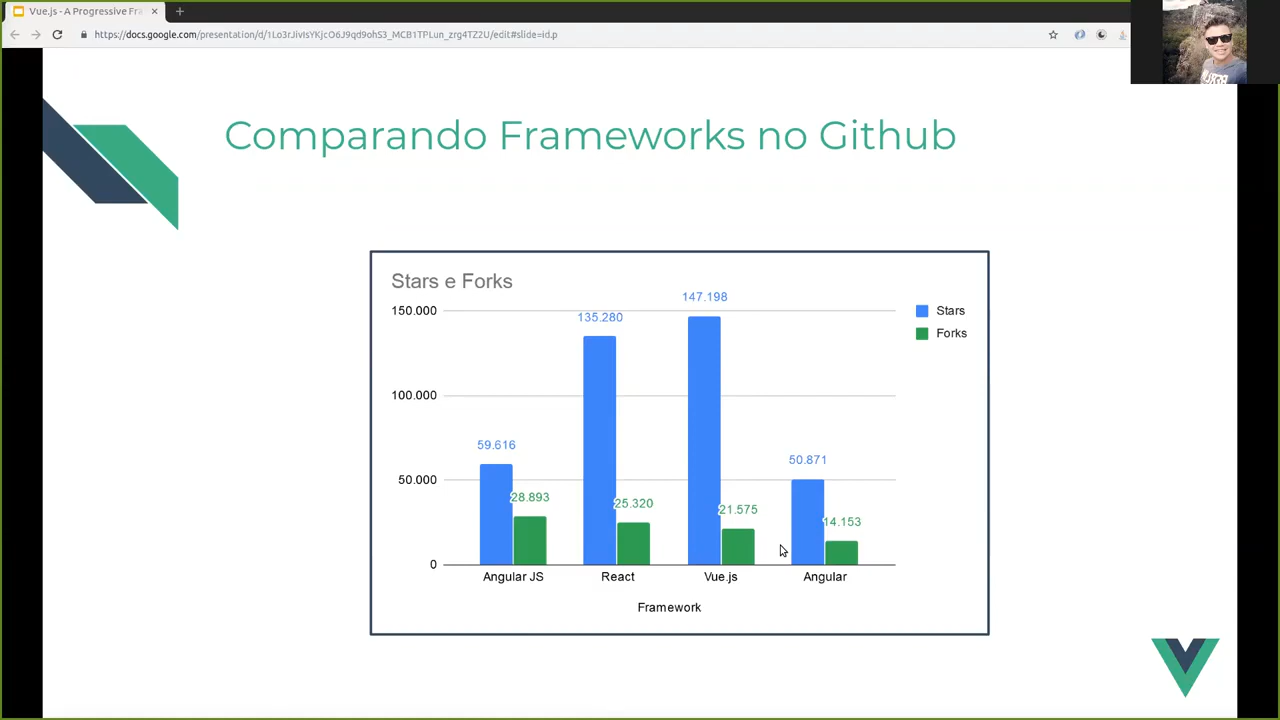 Vue.js - A Progressive Fra
https://docs.google.com/presentation/d/1Lo3rJivIsYKjcO6J9qd9ohS3_MCB1TPLun_zrg4TZ2U/edit#slide=id.p
Comparando Frameworks no Github
Stars e Forks
147.198
150.000
135.280
Stars
Forks
100.000
59.616
50.871
50.000
28.893
25.320
21.575
14.153
0
Angular JS
React
Vue.js
Angular
Framework